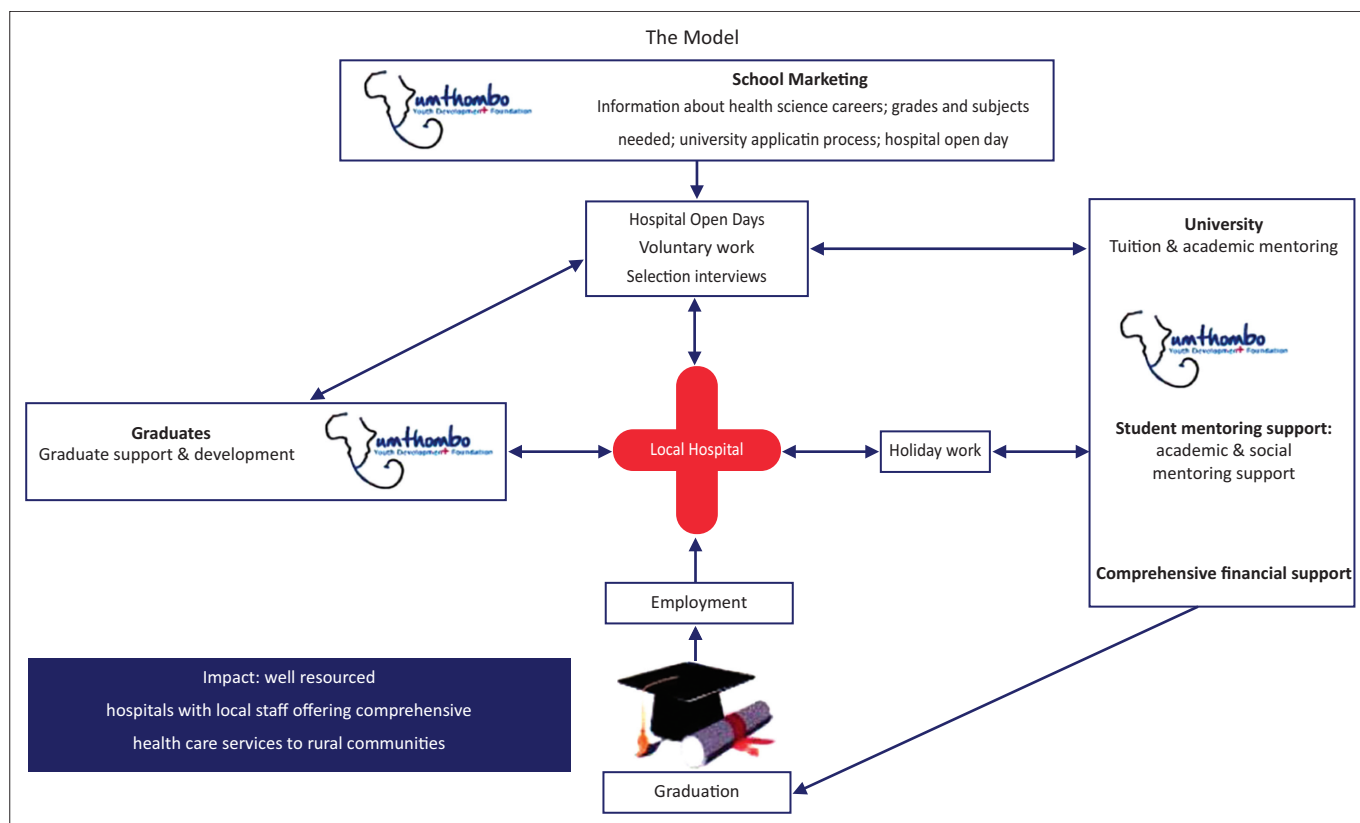 The Model
umthombo
Youth Development Foundation
School Marketing
Information about health science careers; grades and subjects
needed; university applicatin process; hospital open day
Hospital Open Days
Voluntary work
Selection interviews
University
Tuition & academic mentoring
umthombo
Youth Development Foundation
Student mentoring support:
academic & social
mentoring support
Comprehensive financial support
Graduates
Graduate support & development
umthombo
Youth Development Foundation
Local Hospital
Holiday work
Employment
Impact: well resourced
hospitals with local staff offering comprehensive
health care services to rural communities
Graduation